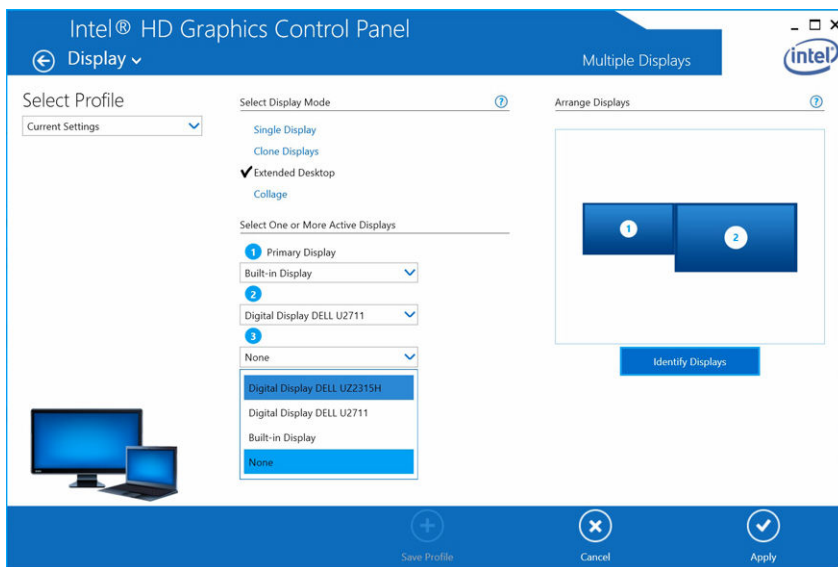 Intel® HD Graphics Control Panel
Display
Multiple Displays
intel
Select Profile
Current Settings
Select Display Mode
?
Single Display
Clone Displays
Extended Desktop
Collage
Select One or More Active Displays
1 Primary Display
Built-in Display
2
Digital Display DELL U2711
3
None
Digital Display DELL UZ2315H
Digital Display DELL U2711
Built-in Display
None
Arrange Displays
?
1
2
Identify Displays
Save Profile
Cancel
Apply